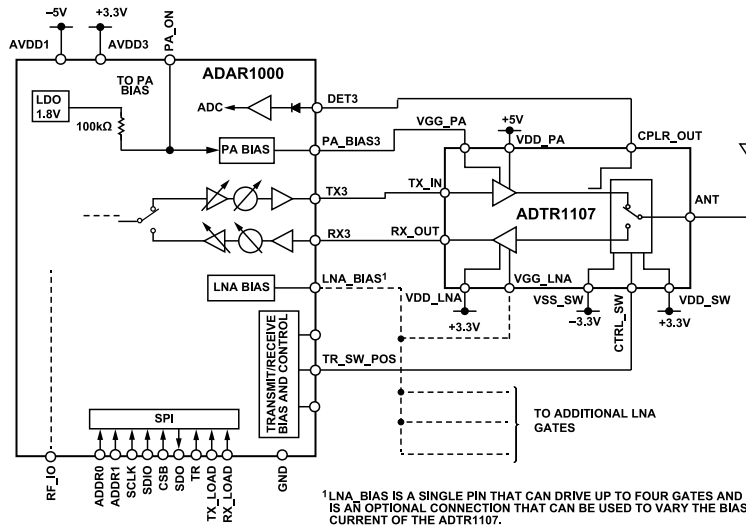 –5V
+3.3V
AVDD1
AVDD3
PA_ON
ADAR1000
TO PA
BIAS
LDO
1.8V
100kΩ
ADC
DET3
PA BIAS
PA_BIAS3
VGG_PA
+5V
VDD_PA
CPLR_OUT
TX3
TX_IN
ADTR1107
ANT
RX3
RX_OUT
LNA BIAS
LNA_BIAS1
VDD_LNA
VGG_LNA
+3.3V
VSS_SW
–3.3V
CTRL_SW
VDD_SW
+3.3V
TRANSMIT/RECEIVE
BIAS AND CONTROL
TR_SW_POS
SPI
TO ADDITIONAL LNA
GATES
RF_IO
ADDR0
ADDR1
SCLK
SDIO
CSB
SDO
TR
TX_LOAD
RX_LOAD
GND
1LNA_BIAS IS A SINGLE PIN THAT CAN DRIVE UP TO FOUR GATES AND
IS AN OPTIONAL CONNECTION THAT CAN BE USED TO VARY THE BIAS
CURRENT OF THE ADTR1107.